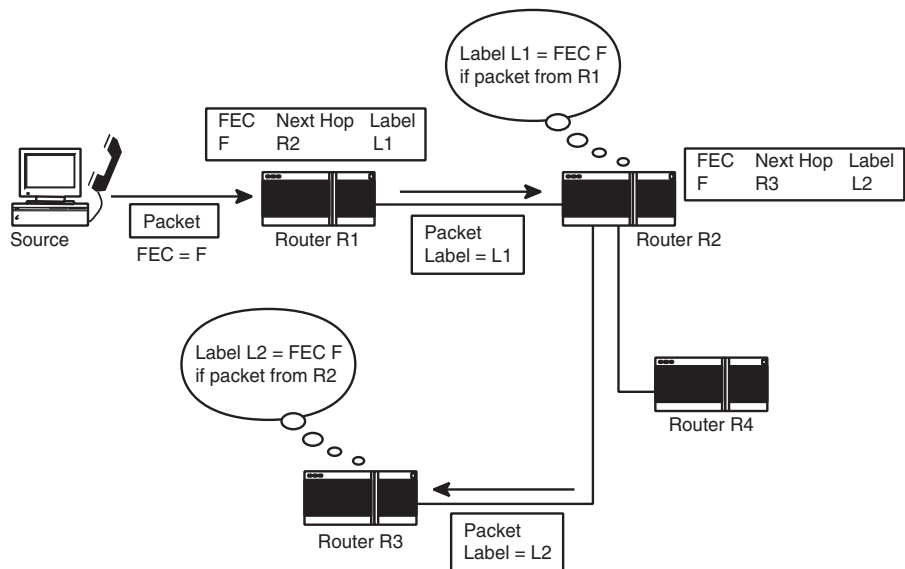 Label L1 = FEC F
if packet from R1
FEC Next Hop Label
F R2 L1
FEC Next Hop Label
F R3 L2
Source
Packet
FEC = F
Router R1
Packet
Label = L1
Router R2
Label L2 = FEC F
if packet from R2
Router R4
Router R3
Packet
Label = L2